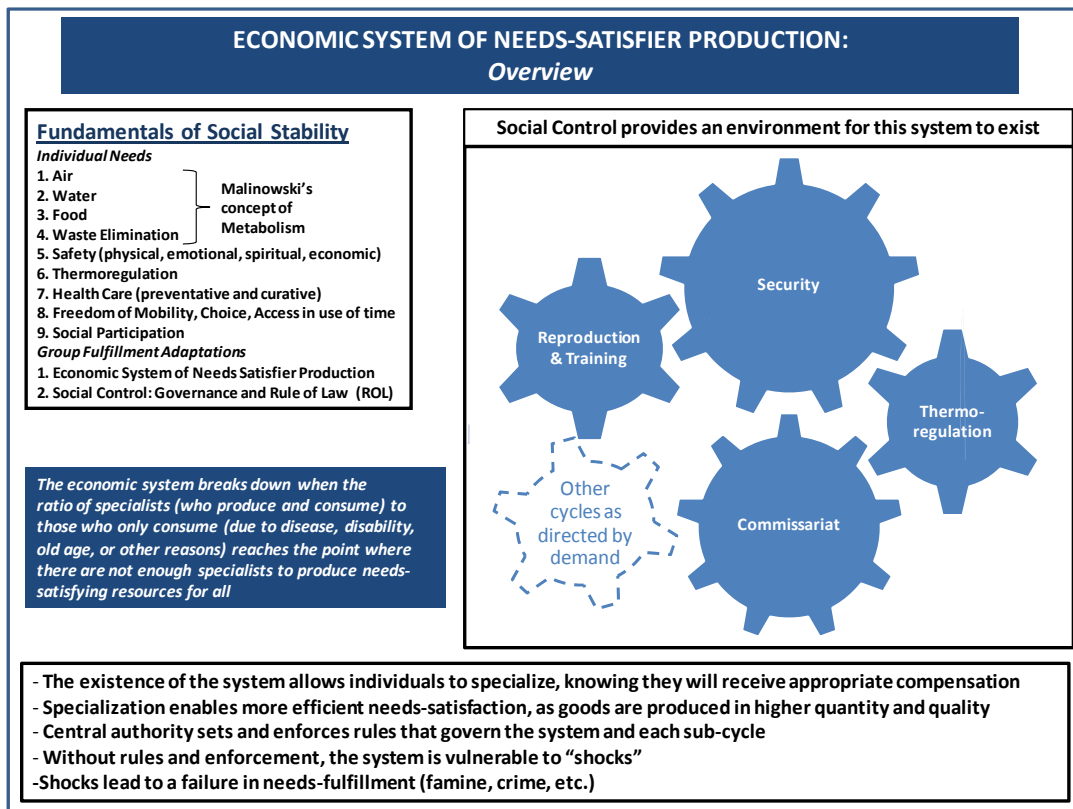 ECONOMIC SYSTEM OF NEEDS-SATISFIER PRODUCTION:
Overview
Fundamentals of Social Stability
Individual Needs
1. Air
2. Water
3. Food
4. Waste Elimination
Malinowski's
concept of
Metabolism
5. Safety (physical, emotional, spiritual, economic)
6. Thermoregulation
7. Health Care (preventative and curative)
8. Freedom of Mobility, Choice, Access in use of time
9. Social Participation
Group Fulfillment Adaptations
1. Economic System of Needs Satisfier Production
2. Social Control: Governance and Rule of Law (ROL)
The economic system breaks down when the
ratio of specialists (who produce and consume) to
those who only consume (due to disease, disability,
old age, or other reasons) reaches the point where
there are not enough specialists to produce needs-
satisfying resources for all
Social Control provides an environment for this system to exist
Security
Reproduction
& Training
Thermo-
regulation
Other
cycles as
directed by
demand
Commissariat
- The existence of the system allows individuals to specialize, knowing they will receive appropriate compensation
- Specialization enables more efficient needs-satisfaction, as goods are produced in higher quantity and quality
- Central authority sets and enforces rules that govern the system and each sub-cycle
- Without rules and enforcement, the system is vulnerable to “shocks”
-Shocks lead to a failure in needs-fulfillment (famine, crime, etc.)